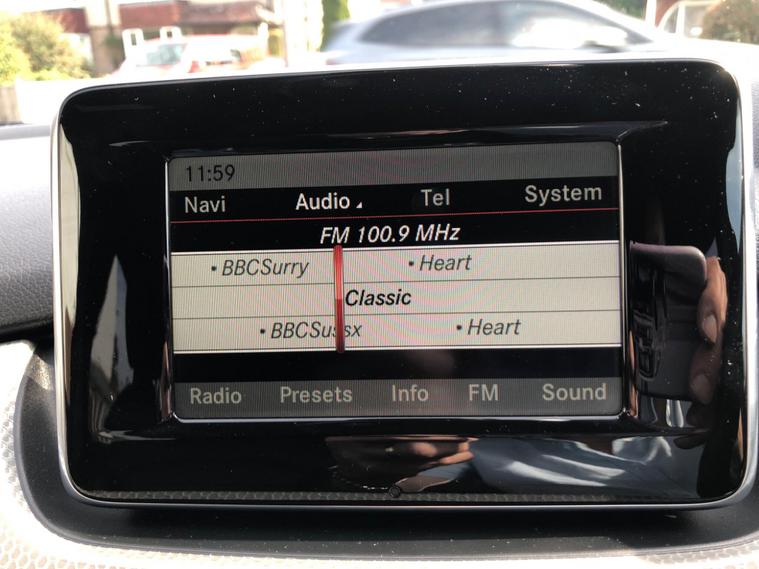 11:59
Navi Audio Tel System
FM 100.9 MHz
•BBCSurry •Heart
Classic
•BBCSussx •Heart
Radio Presets Info FM Sound